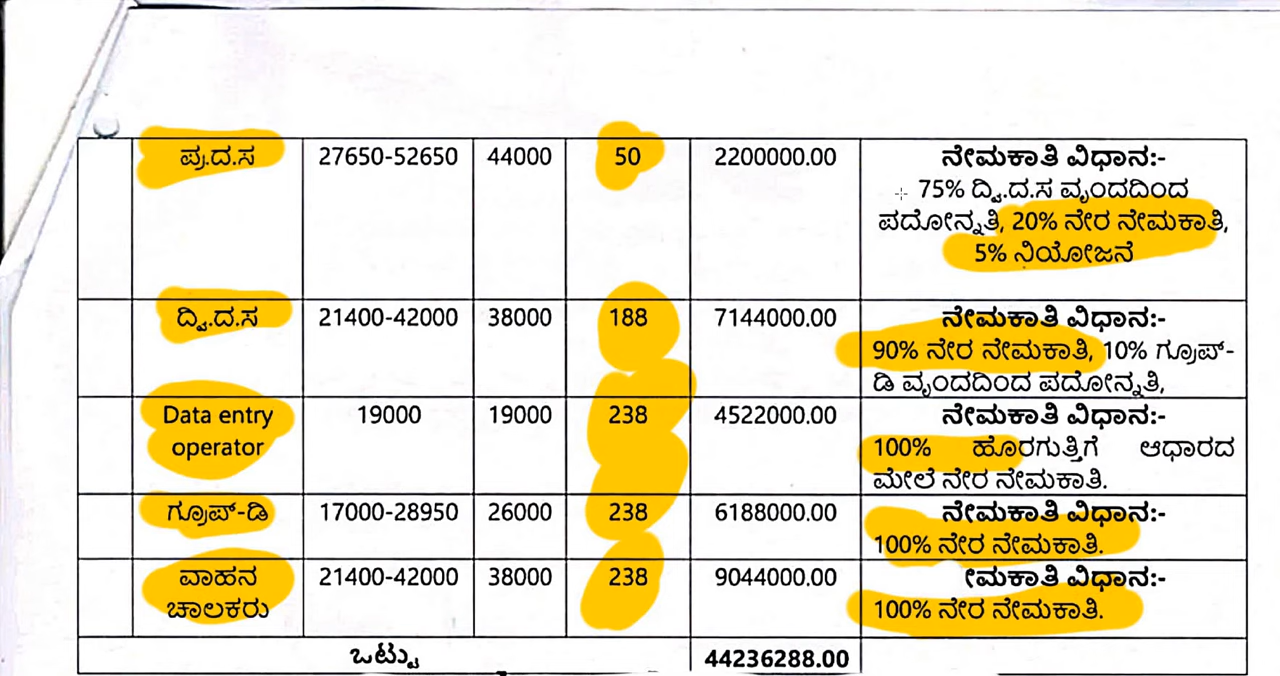 ಪ್ರ.ದ.ಸ 27650-52650 44000 50 2200000.00 ನೇಮಕಾತಿ ವಿಧಾನ:-
75% ದ್ವಿ.ದ.ಸ ವೃಂದದಿಂದ
ಪದೋನ್ನತಿ, 20% ನೇರ ನೇಮಕಾತಿ,
5% ನಿಯೋಜನೆ
ದ್ವಿ.ದ.ಸ 21400-42000 38000 188 7144000.00 ನೇಮಕಾತಿ ವಿಧಾನ:-
90% ನೇರ ನೇಮಕಾತಿ, 10% ಗ್ರೂಪ್-
ಡಿ ವೃಂದದಿಂದ ಪದೋನ್ನತಿ,
Data entry 19000 19000 238 4522000.00 ನೇಮಕಾತಿ ವಿಧಾನ:-
operator 100% ಹೊರಗುತ್ತಿಗೆ ಆಧಾರದ
ಮೇಲೆ ನೇರ ನೇಮಕಾತಿ.
ಗ್ರೂಪ್-ಡಿ 17000-28950 26000 238 6188000.00 ನೇಮಕಾತಿ ವಿಧಾನ:-
100% ನೇರ ನೇಮಕಾತಿ.
ವಾಹನ 21400-42000 38000 238 9044000.00 ೇಮಕಾತಿ ವಿಧಾನ:-
ಚಾಲಕರು 100% ನೇರ ನೇಮಕಾತಿ.
ಒಟ್ಟು 44236288.00